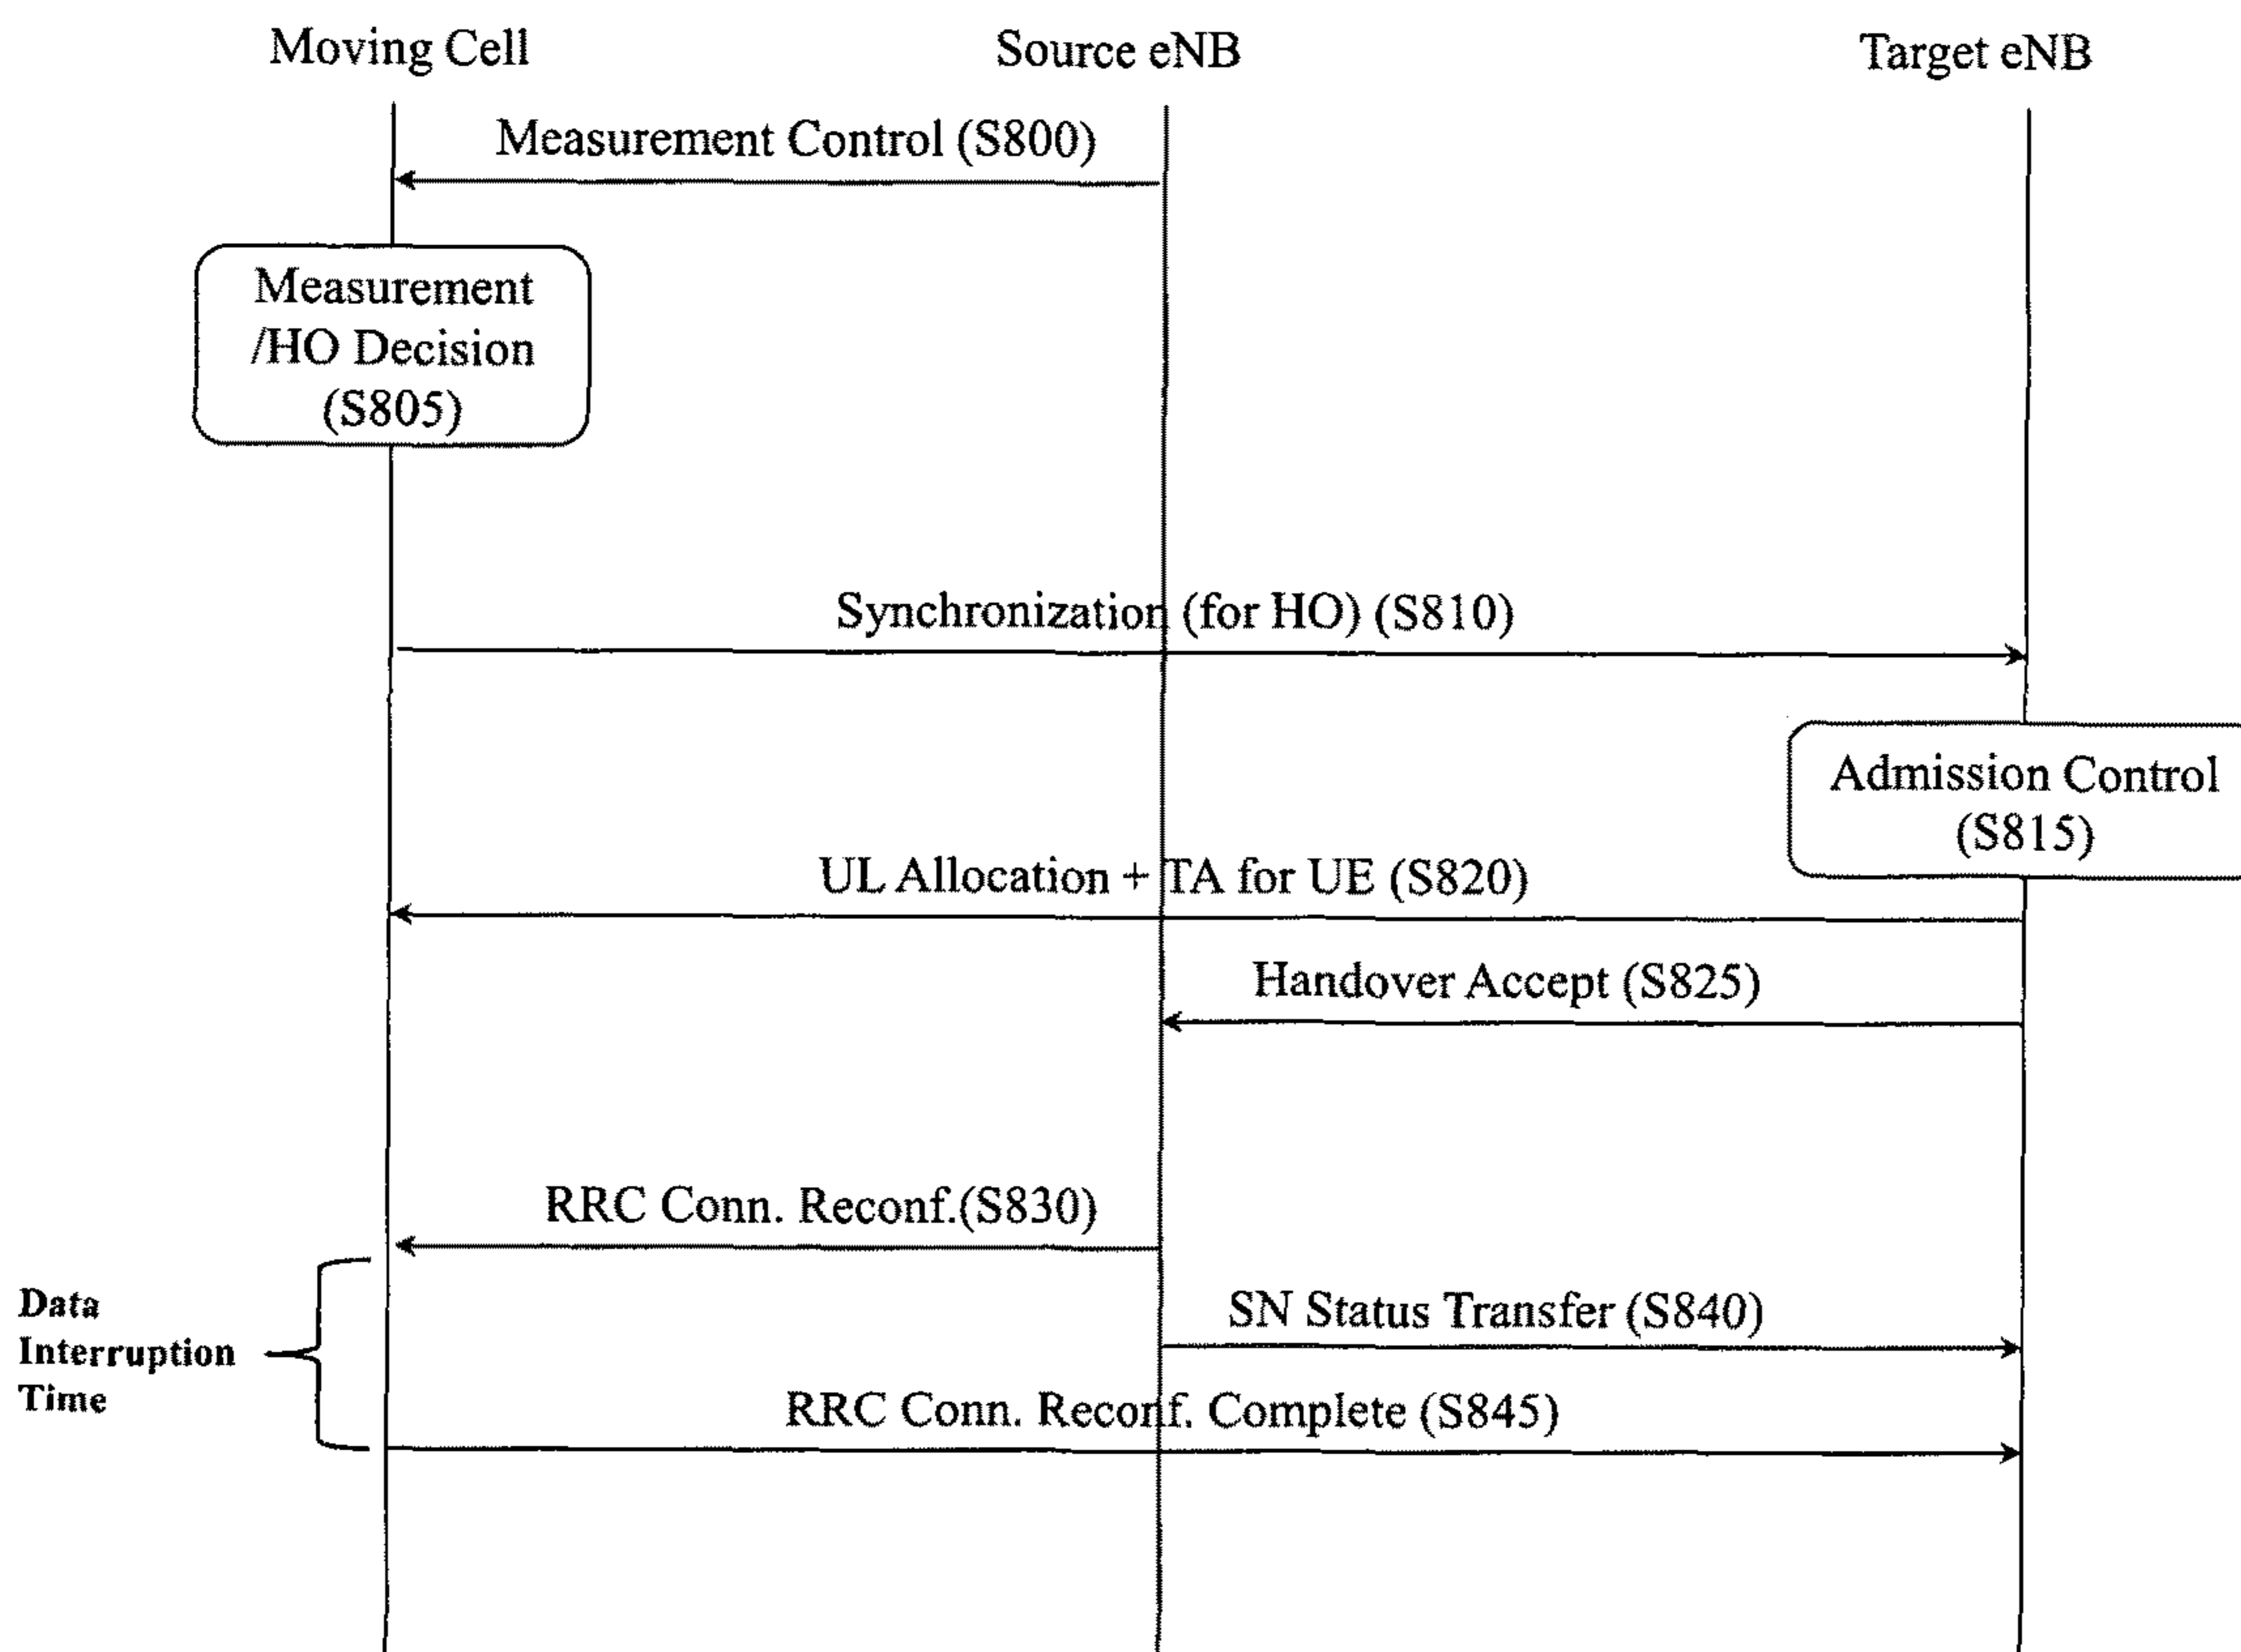 Moving Cell
Source eNB
Target eNB
Measurement Control (S800)
Measurement
/HO Decision
(S805)
Synchronization (for HO) (S810)
Admission Control
(S815)
UL Allocation + TA for UE (S820)
Handover Accept (S825)
RRC Conn. Reconf.(S830)
Data
Interruption
Time
SN Status Transfer (S840)
RRC Conn. Reconf. Complete (S845)